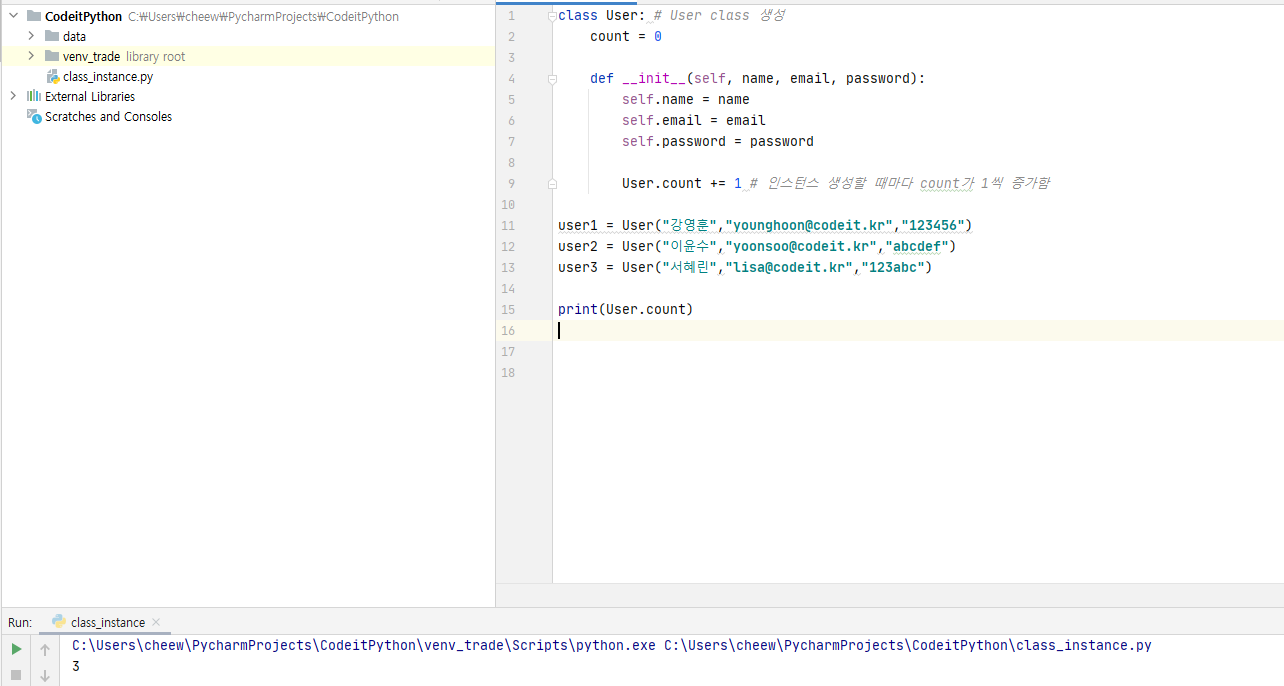 CodeitPython C:₩Users₩cheew₩PycharmProjects₩CodeitPython
data
venv_trade library root
class_instance.py
External Libraries
Scratches and Consoles
1 class User: # User class 생성
2 count = 0
3
4 def __init__(self, name, email, password):
5 self.name = name
6 self.email = email
7 self.password = password
8
9 User.count += 1 # 인스턴스 생성할 때마다 count가 1씩 증가함
10
11 user1 = User("강영훈","younghoon@codeit.kr","123456")
12 user2 = User("이윤수","yoonsoo@codeit.kr","abcdef")
13 user3 = User("서혜린","lisa@codeit.kr","123abc")
14
15 print(User.count)
16
17
18
Run: class_instance
C:\Users\cheew\PycharmProjects\CodeitPython\venv_trade\Scripts\python.exe C:\Users\cheew\PycharmProjects\CodeitPython\class_instance.py
3